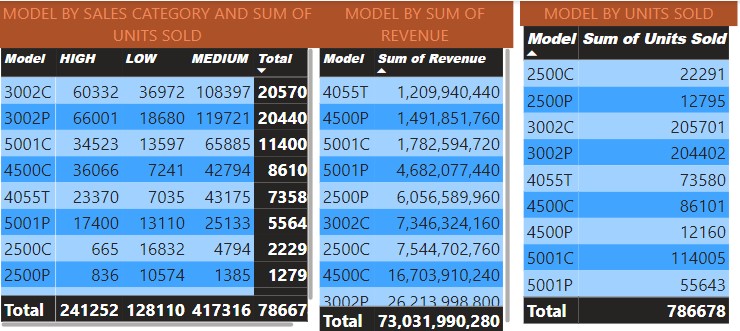 MODEL BY SALES CATEGORY AND SUM OF
UNITS SOLD
Model HIGH LOW MEDIUM Total
3002C 60332 36972 108397 20570
3002P 66001 18680 119721 20440
5001C 34523 13597 65885 11400
4500C 36066 7241 42794 8610
4055T 23370 7035 43175 7358
5001P 17400 13110 25133 5564
2500C 665 16832 4794 2229
2500P 836 10574 1385 1279
Total 241252 128110 417316 78667
MODEL BY SUM OF
REVENUE
Model Sum of Revenue
4055T 1,209,940,440
4500P 1,491,851,760
5001C 1,782,594,720
5001P 4,682,077,440
2500P 6,056,589,960
3002C 7,346,324,160
2500C 7,544,702,760
4500C 16,703,910,240
3002P 26,213,998,800
Total 73,031,990,280
MODEL BY UNITS SOLD
Model Sum of Units Sold
2500C 22291
2500P 12795
3002C 205701
3002P 204402
4055T 73580
4500C 86101
4500P 12160
5001C 114005
5001P 55643
Total 786678